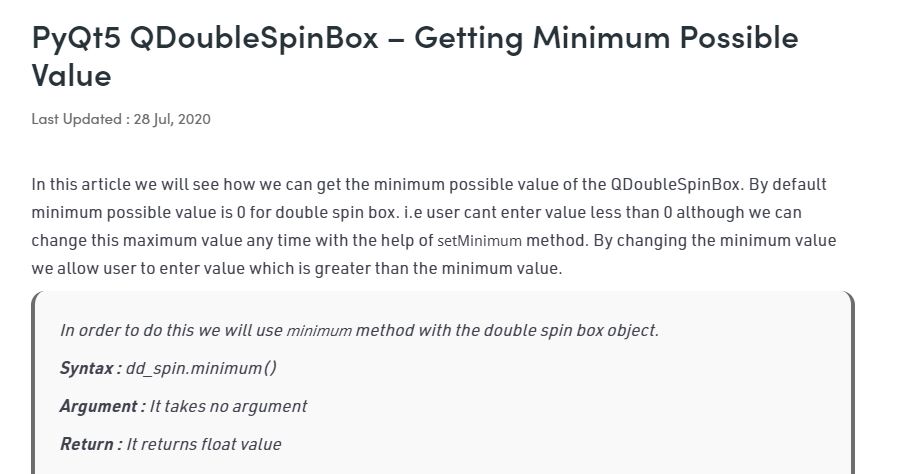 PyQt5 QDoubleSpinBox – Getting Minimum Possible
Value
Last Updated : 28 Jul, 2020
In this article we will see how we can get the minimum possible value of the QDoubleSpinBox. By default
minimum possible value is 0 for double spin box. i.e user cant enter value less than 0 although we can
change this maximum value any time with the help of setMinimum method. By changing the minimum value
we allow user to enter value which is greater than the minimum value.
In order to do this we will use minimum method with the double spin box object.
Syntax : dd_spin.minimum()
Argument : It takes no argument
Return : It returns float value